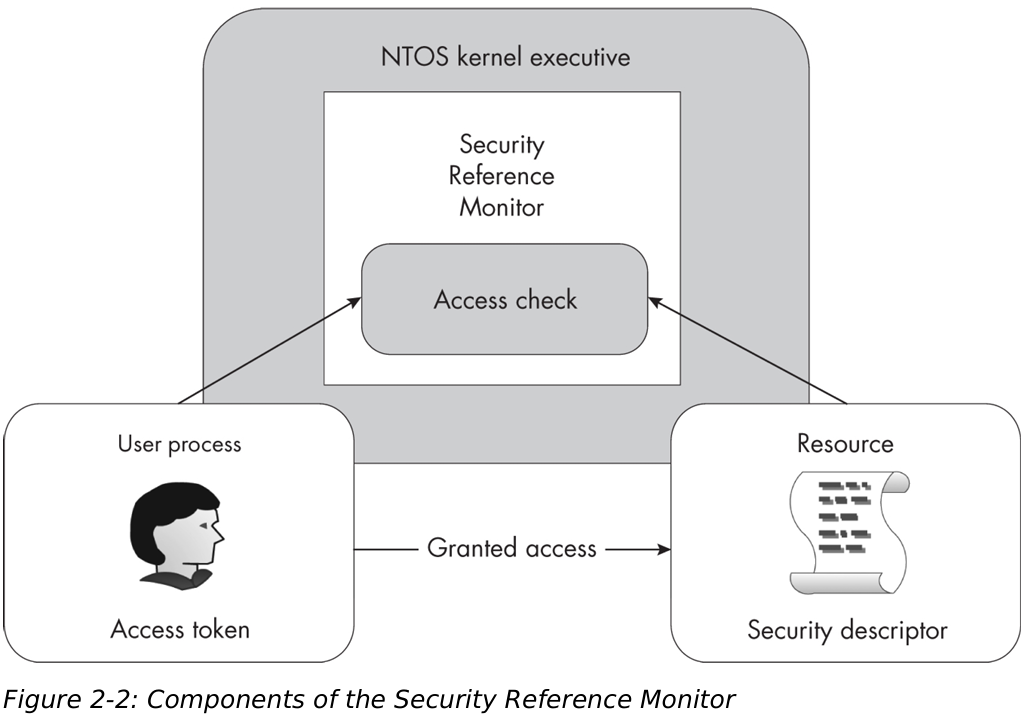 NTOS kernel executive
Security
Reference
Monitor
Access check
User process
Access token
Granted access
Resource
Security descriptor
Figure 2-2: Components of the Security Reference Monitor